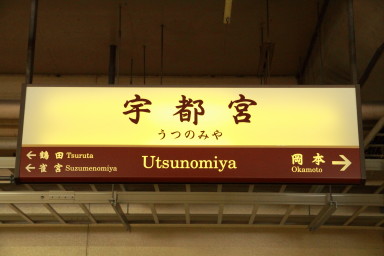 宇都宮
うつのみや
←鶴田 Tsuruta
←雀宮 Suzumenomiya
Utsunomiya
岡本→
Okamoto